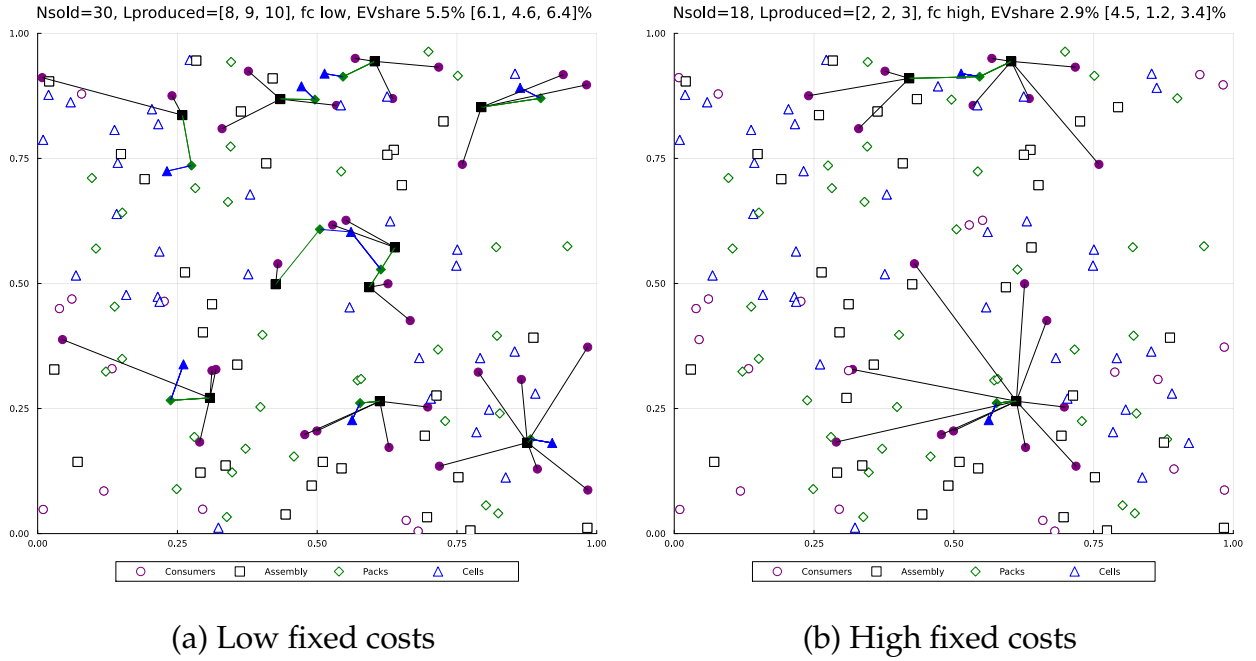 Nsold=30, Lproduced=[8, 9, 10], fc low, EVshare 5.5% [6.1, 4.6, 6.4]%
1.00
0.75
0.50
0.25
0.00
0.00 0.25 0.50 0.75 1.00
Consumers Assembly Packs Cells
(a) Low fixed costs
Nsold=18, Lproduced=[2, 2, 3], fc high, EVshare 2.9% [4.5, 1.2, 3.4]%
1.00
0.75
0.50
0.25
0.00
0.00 0.25 0.50 0.75 1.00
Consumers Assembly Packs Cells
(b) High fixed costs